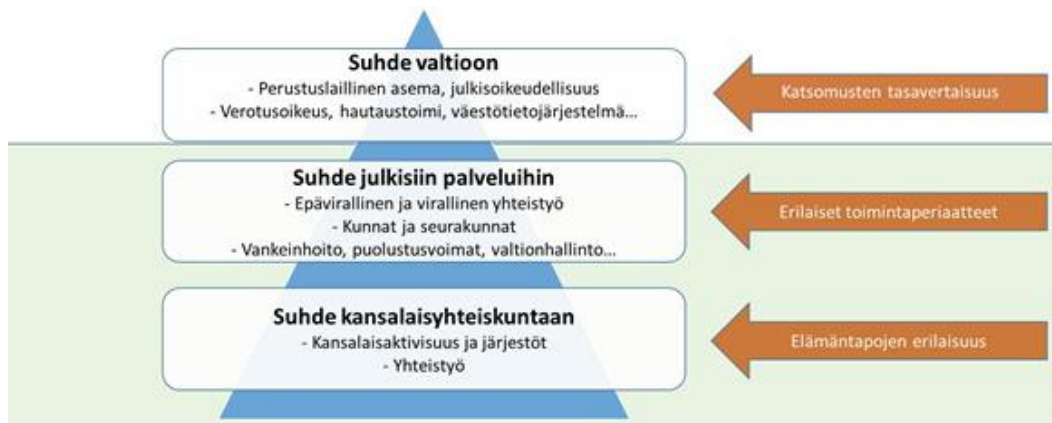 Suhde valtioon
- Perustuslaillinen asema, julkisoikeudellisuus
- Verotusoikeus, hautaustoimi, väestötietojärjestelmä...
Katsomusten tasavertaisuus
Suhde julkisiin palveluihin
- Epävirallinen ja virallinen yhteistyö
- Kunnat ja seurakunnat
- Vankeinhoito, puolustusvoimat, valtionhallinto...
Erilaiset toimintaperiaatteet
Suhde kansalaisyhteiskuntaan
- Kansalaisaktivisuus ja järjestöt
- Yhteistyö
Elämäntapojen erilaisuus